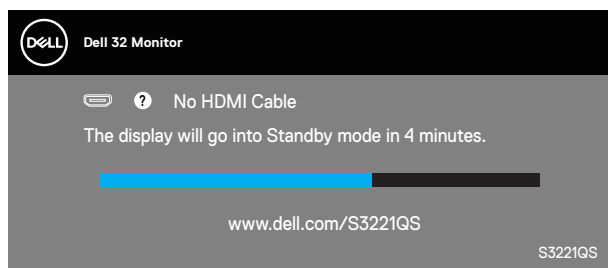 DELL Dell 32 Monitor
? No HDMI Cable
The display will go into Standby mode in 4 minutes.
www.dell.com/S3221QS
S3221QS